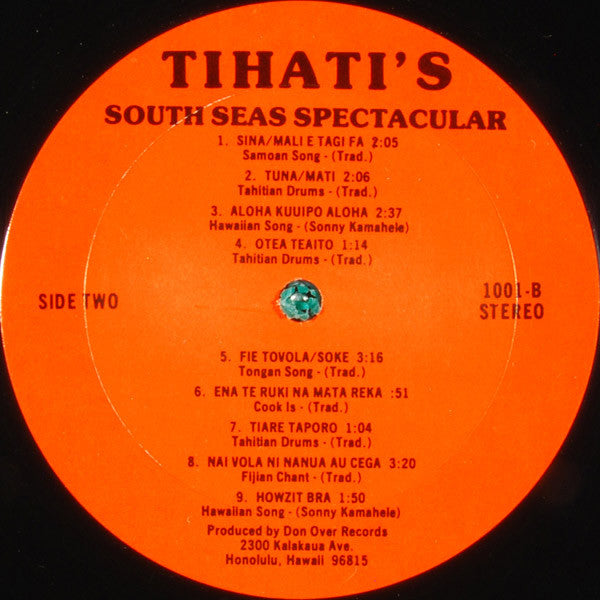 TIHATI'S
SOUTH SEAS SPECTACULAR
1. SINA/MALI E TAGI FA 2:05
Samoan Song - (Trad.)
2. TUNA/MATI 2:06
Tahitian Drums - (Trad.)
3. ALOHA KUUIPO ALOHA 2:37
Hawaiian Song - (Sonny Kamahele)
4. OTEA TEAITO 1:14
Tahitian Drums - (Trad.)
SIDE TWO
1001-B
STEREO
5. FIE TOVOLA/SOKE 3:16
Tongan Song - (Trad.)
6. ENA TE RUKI NA MATA REKA :51
Cook Is - (Trad.)
7. TIARE TAPORO 1:04
Tahitian Drums - (Trad.)
8. NAI VOLA NI NANUA AU CEGA 3:20
Fijian Chant - (Trad.)
9. HOWZIT BRA 1:50
Hawaiian Song - (Sonny Kamahele)
Produced by Don Over Records
2300 Kalakaua Ave.
Honolulu, Hawaii 96815